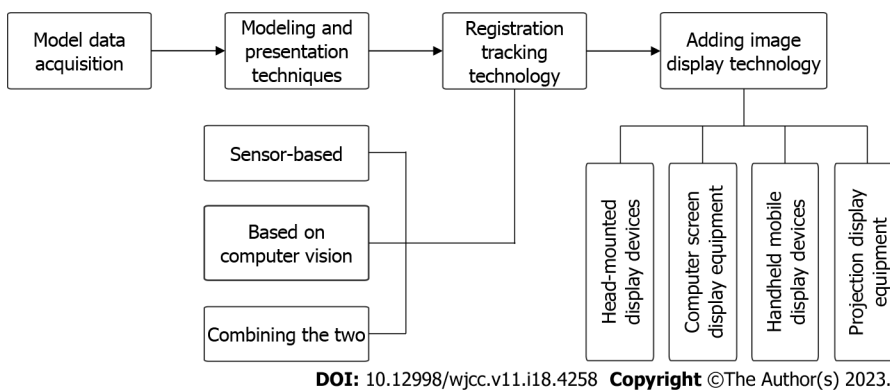 Model data
acquisition
Modeling and
presentation
techniques
Registration
tracking
technology
Adding image
display technology
Sensor-based
Based on
computer vision
Combining the two
Head-mounted
display devices
Computer screen
display equipment
Handheld mobile
display devices
Projection display
equipment
DOI: 10.12998/wjcc.v11.i18.4258 Copyright ©The Author(s) 2023.